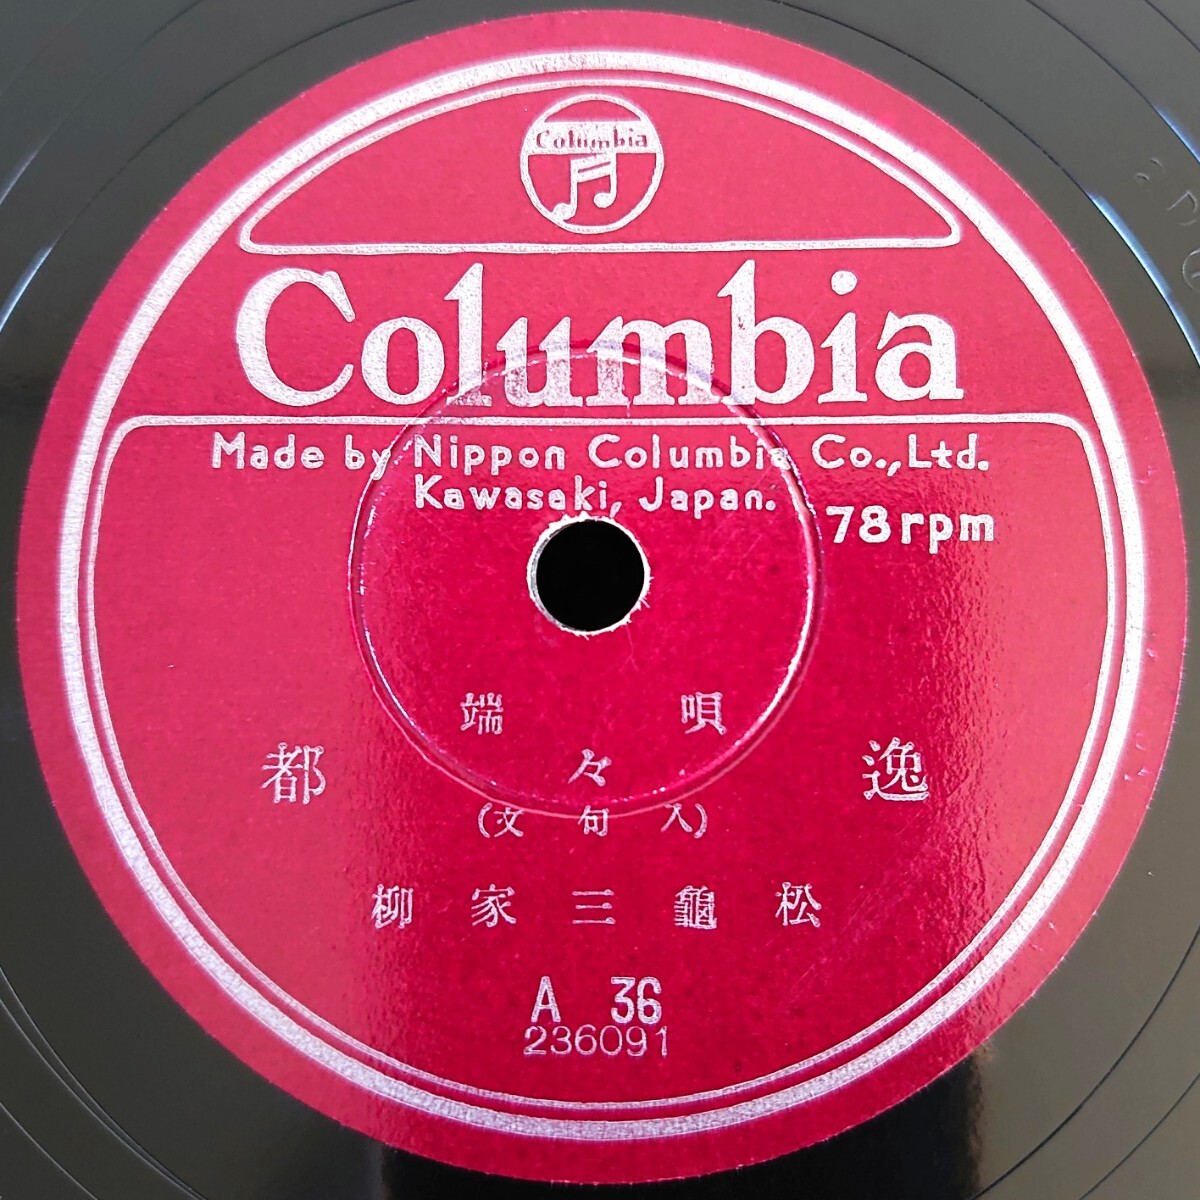 Columbia
Columbia
Made by Nippon Columbia Co.,Ltd.
Kawasaki, Japan.
78rpm
端唄
都々逸
(文句入)
柳家三龜松
A 36
236091